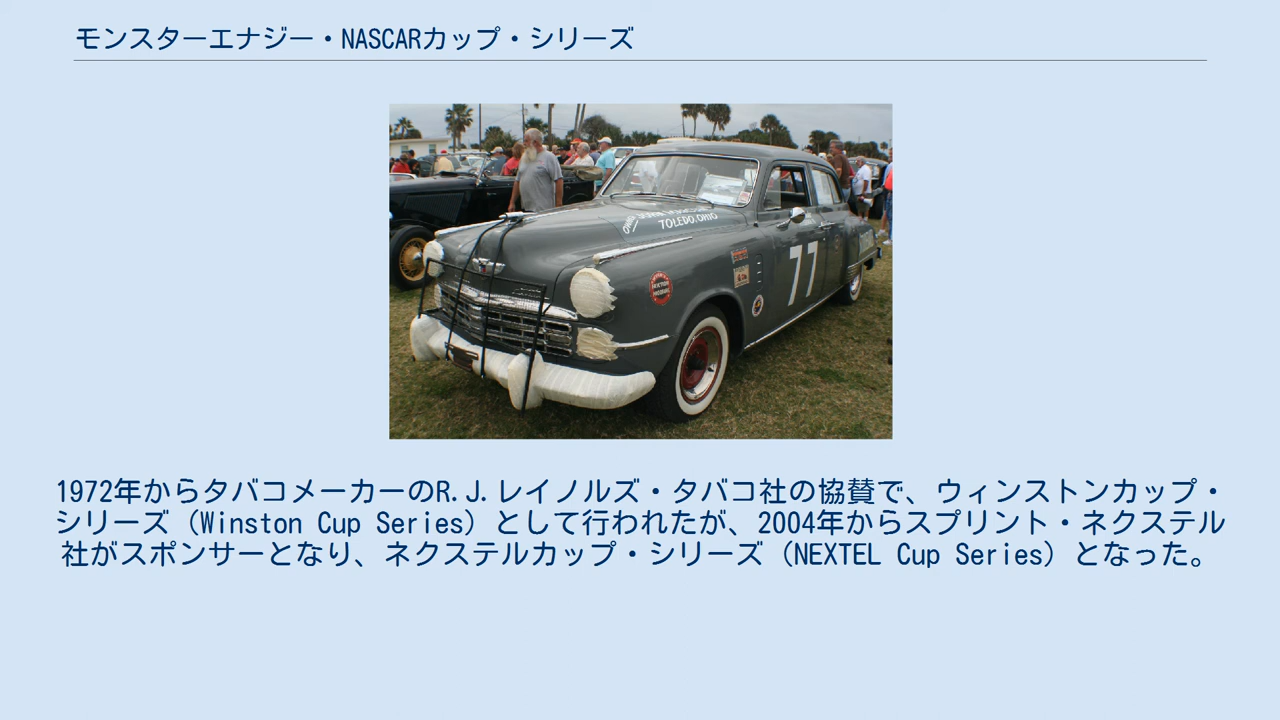 モンスターエナジー・NASCARカップ・シリーズ
TOLEDO.OHIO
77
1972年からタバコメーカーのR.J.レイノルズ・タバコ社の協賛で、ウィンストンカップ・
シリーズ（Winston Cup Series）として行われたが、2004年からスプリント・ネクステル
社がスポンサーとなり、ネクステルカップ・シリーズ（NEXTEL Cup Series）となった。